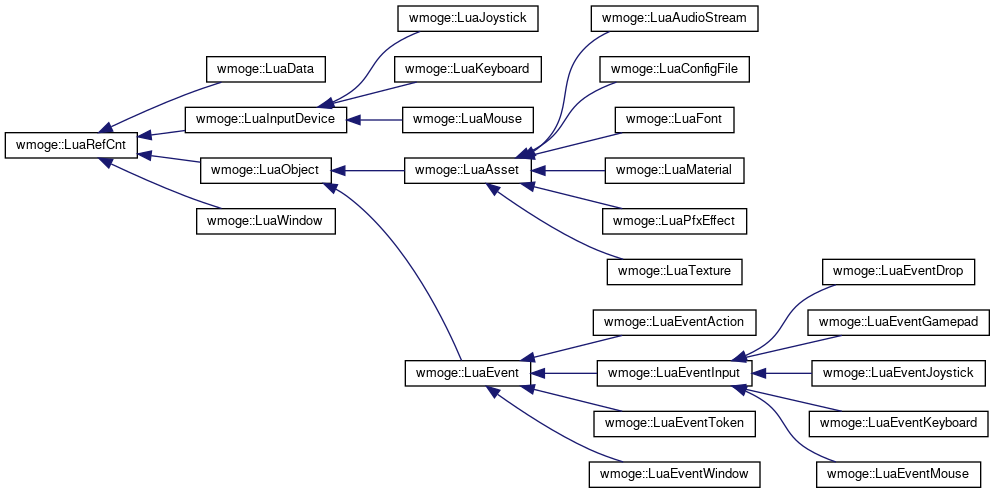 wmoge::LuaJoystick
wmoge::LuaAudioStream
wmoge::LuaData
wmoge::LuaKeyboard
wmoge::LuaConfigFile
wmoge::LuaInputDevice
wmoge::LuaMouse
wmoge::LuaFont
wmoge::LuaRefCnt
wmoge::LuaObject
wmoge::LuaAsset
wmoge::LuaMaterial
wmoge::LuaWindow
wmoge::LuaPfxEffect
wmoge::LuaTexture
wmoge::LuaEventDrop
wmoge::LuaEventAction
wmoge::LuaEventGamepad
wmoge::LuaEvent
wmoge::LuaEventInput
wmoge::LuaEventJoystick
wmoge::LuaEventToken
wmoge::LuaEventKeyboard
wmoge::LuaEventWindow
wmoge::LuaEventMouse